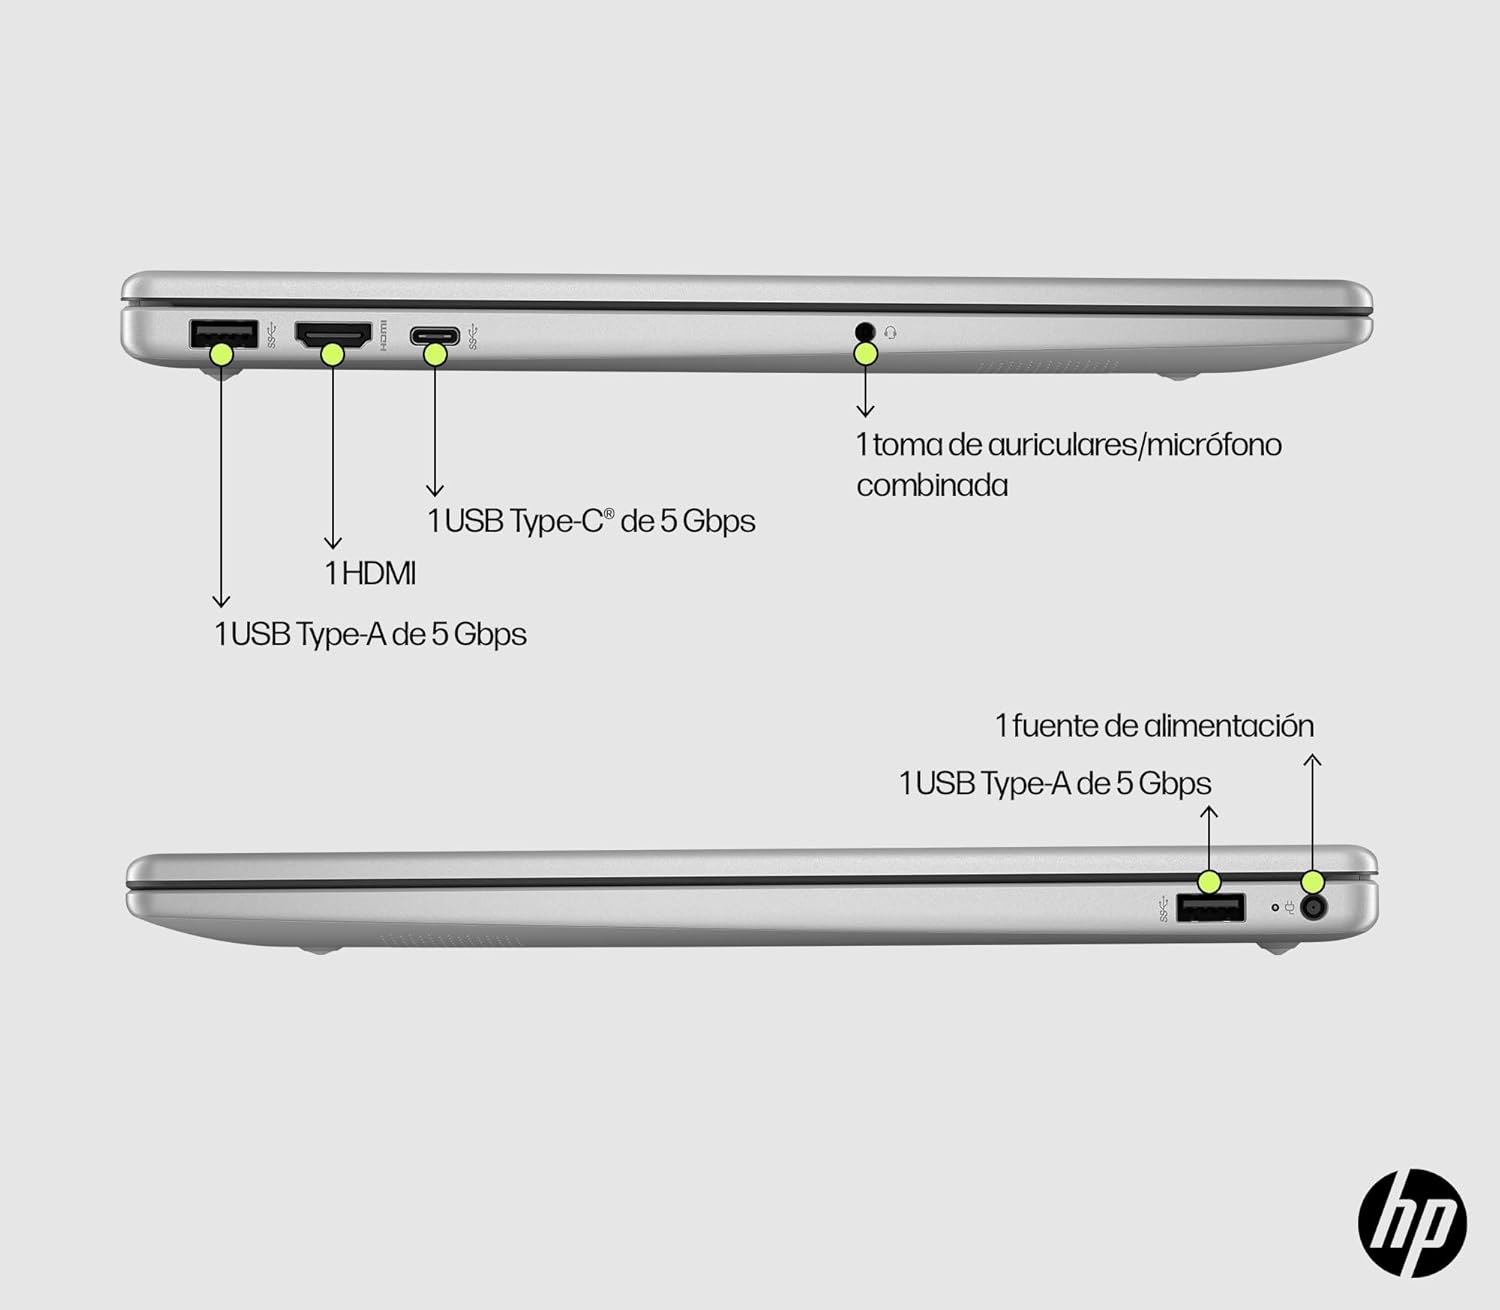 HDMI
1 toma de auriculares/micrófono
combinada
1 USB Type-C® de 5 Gbps
1 HDMI
1 USB Type-A de 5 Gbps
1 fuente de alimentación
1 USB Type-A de 5 Gbps
hp